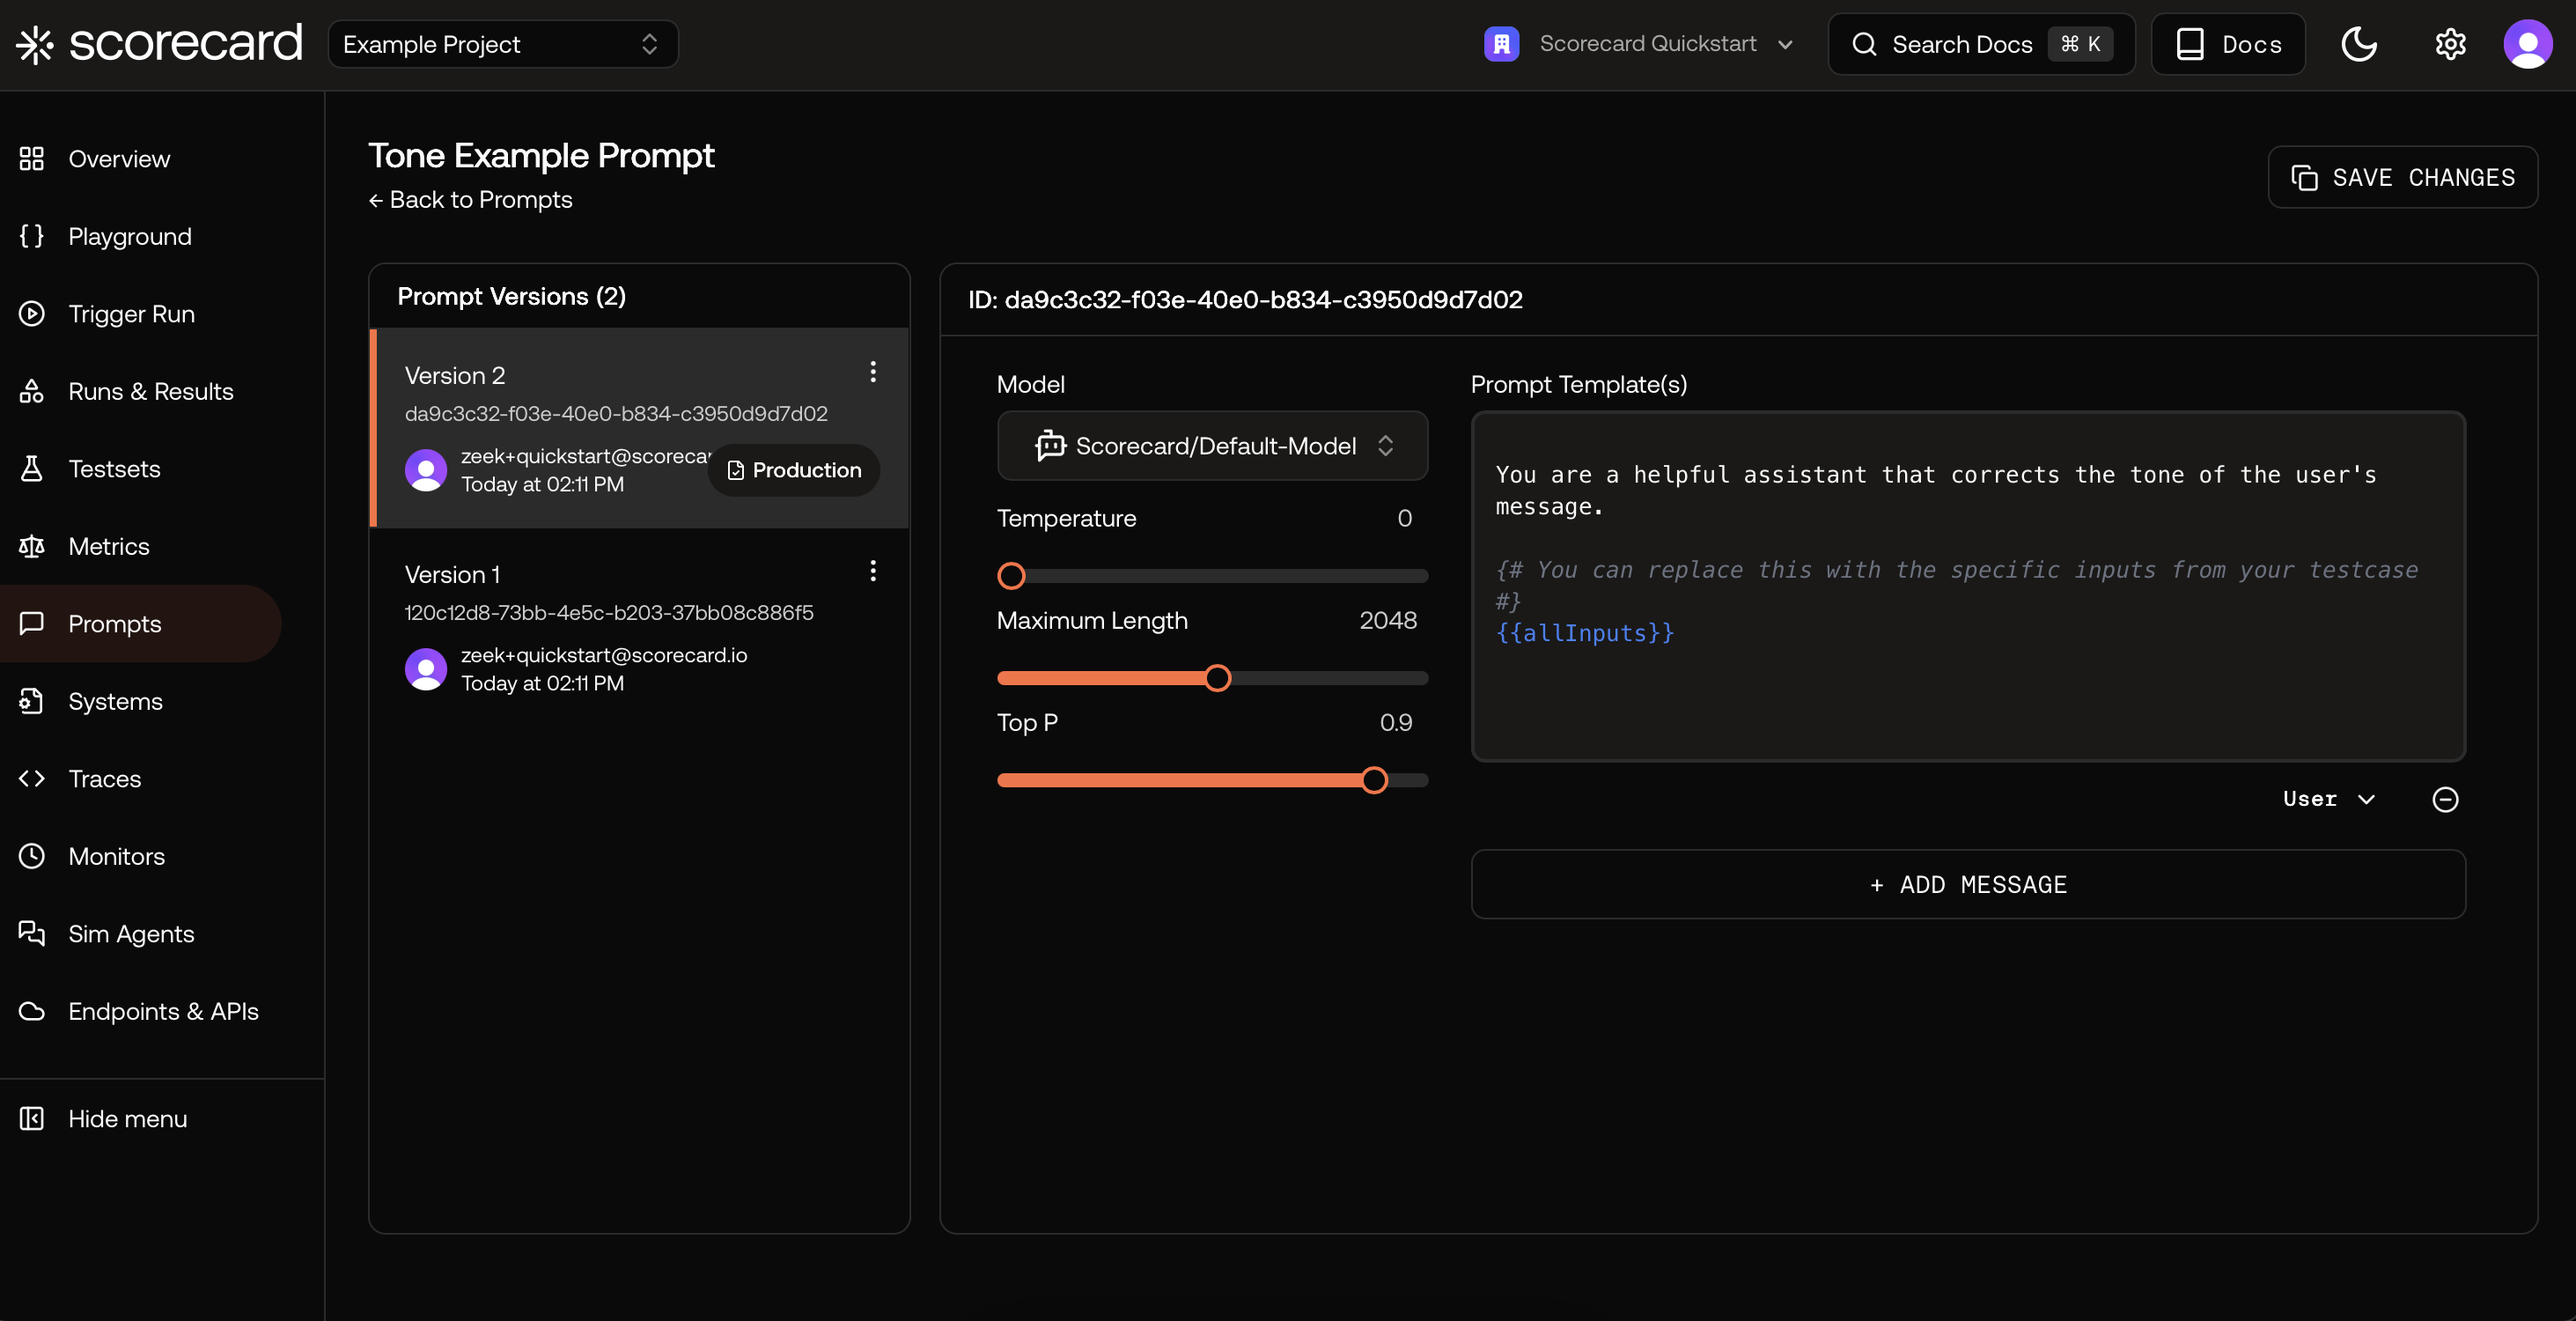 scorecard
Example Project
Scorecard Quickstart
Search Docs ⌘ K
Docs
Overview
Playground
Trigger Run
Runs & Results
Testsets
Metrics
Prompts
Systems
Traces
Monitors
Sim Agents
Endpoints & APIs
Hide menu
Tone Example Prompt
← Back to Prompts
SAVE CHANGES
Prompt Versions (2)
Version 2
da9c3c32-f03e-40e0-b834-c3950d9d7d02
zeek+quickstart@scorecar
Today at 02:11 PM
Production
Version 1
120c12d8-73bb-4e5c-b203-37bb08c886f5
zeek+quickstart@scorecard.io
Today at 02:11 PM
ID: da9c3c32-f03e-40e0-b834-c3950d9d7d02
Model
Scorecard/Default-Model
Temperature 0
Maximum Length 2048
Top P 0.9
Prompt Template(s)
You are a helpful assistant that corrects the tone of the user's
message.
{# You can replace this with the specific inputs from your testcase
#}
{{allInputs}}
User
+ ADD MESSAGE